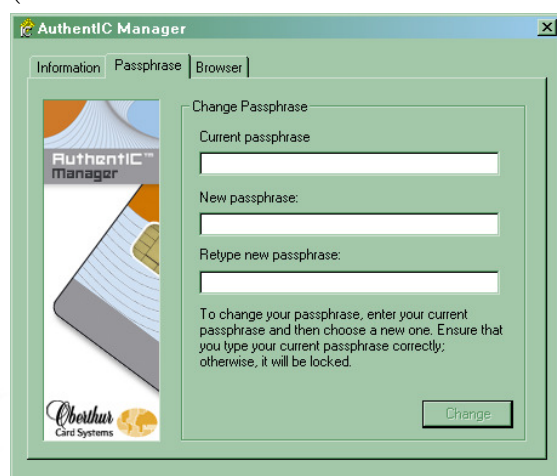 AuthentIC Manager
Information Passphrase Browser
AuthentIC™
Manager
Oberthur
Card Systems
Change Passphrase
Current passphrase
New passphrase:
Retype new passphrase:
To change your passphrase, enter your current
passphrase and then choose a new one. Ensure that
you type your current passphrase correctly;
otherwise, it will be locked.
Change